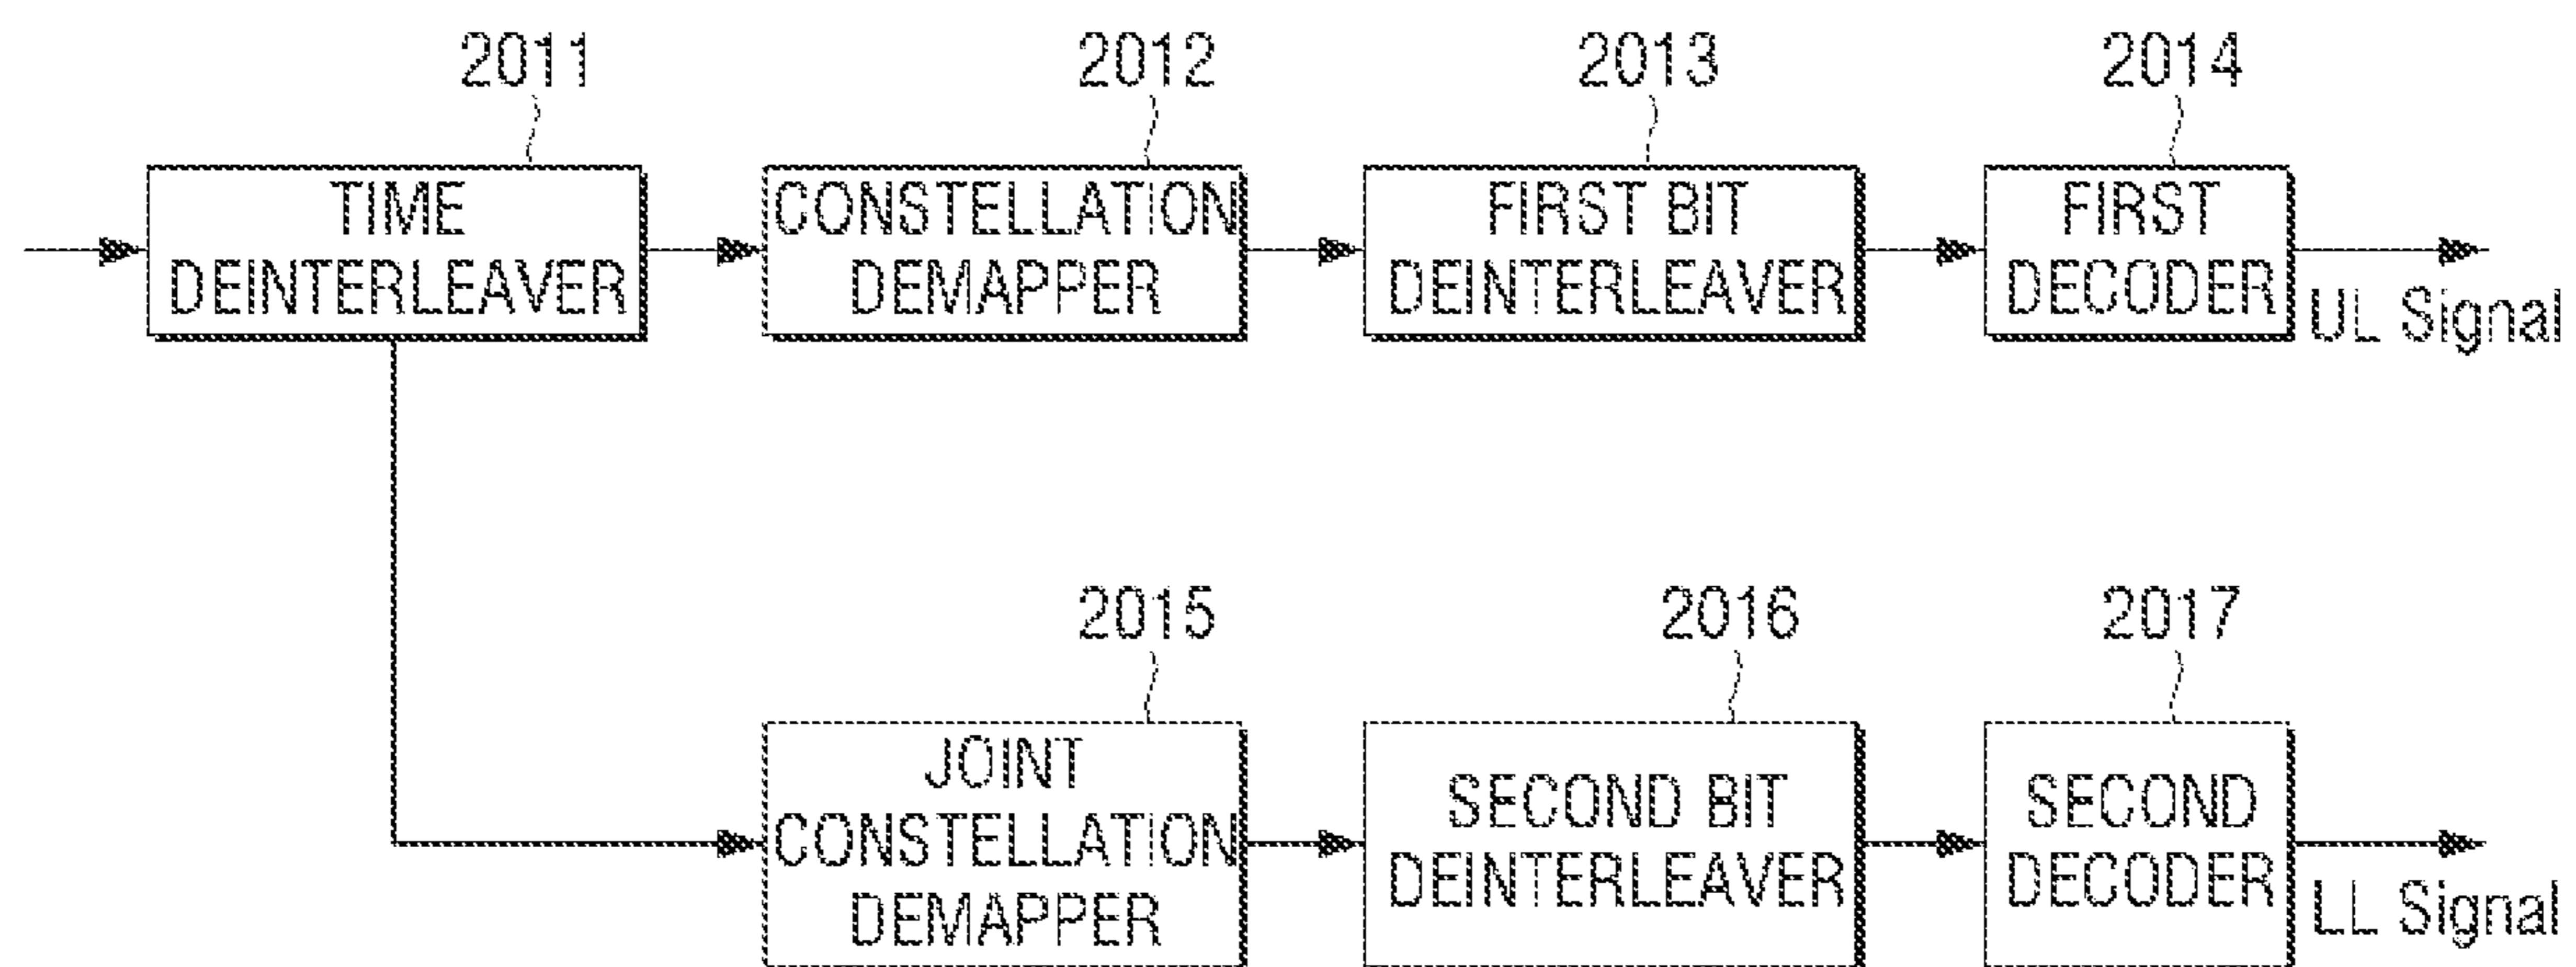 2011 2012 2013 2014
TIME CONSTELLATION FIRST BIT FIRST
DEINTERLEAVER DEMAPPER DEINTERLEAVER DECODER
UL Signal
2015 2016 2017
JOINT
CONSTELLATION
DEMAPPER
SECOND BIT
DEINTERLEAVER
SECOND
DECODER
LL Signal